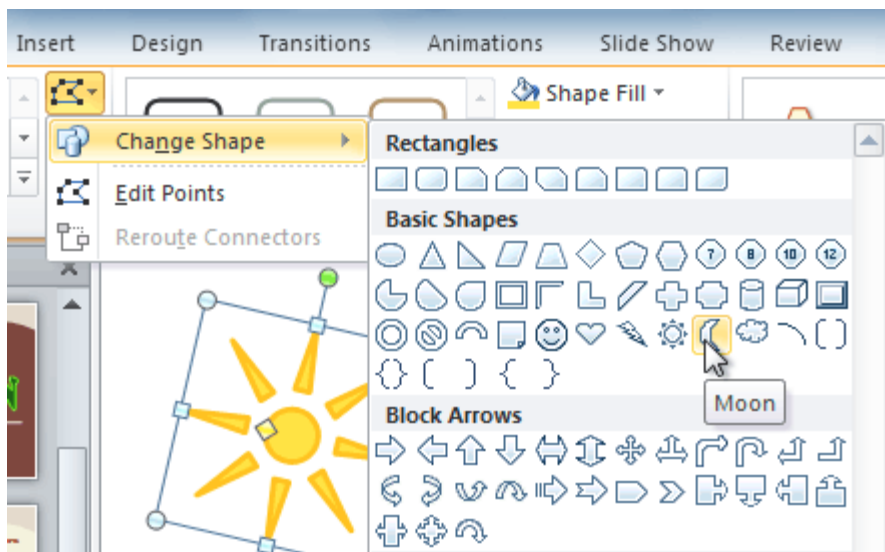 Insert Design Transitions Animations Slide Show Review
Shape Fill
Change Shape
Edit Points
Reroute Connectors
Rectangles
Basic Shapes
7 8 10 12
Moon
Block Arrows